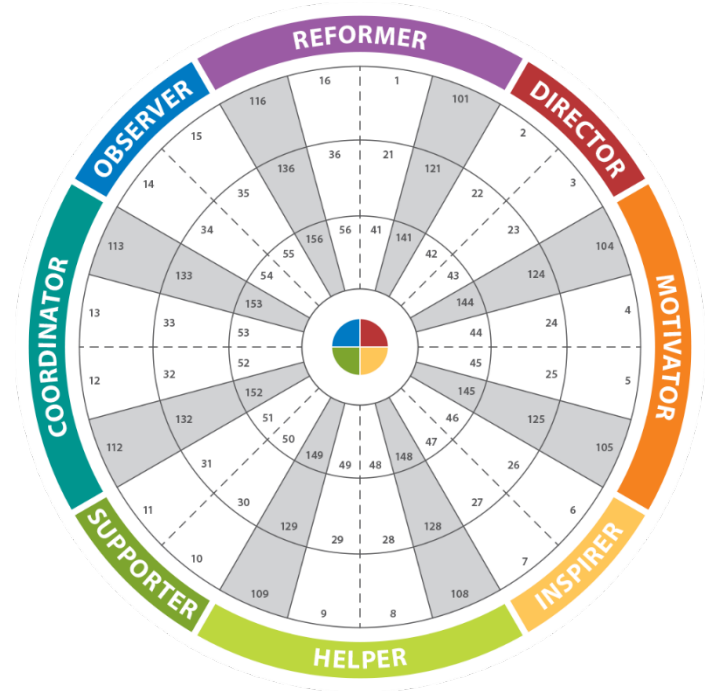 REFORMER
DIRECTOR
MOTIVATOR
INSPIRER
HELPER
SUPPORTER
COORDINATOR
OBSERVER
116 16 1 101
15 2
14 3
113 104
13 4
12 5
112 105
11 6
10 7
109 9 8 108
136 36 21 121
35 22
34 23
133 124
33 24
32 25
132 125
31 26
30 27
129 29 28 128
156 56 41 141
55 42
54 43
153 144
53 44
52 45
152 145
51 46
50 47
149 49 48 148